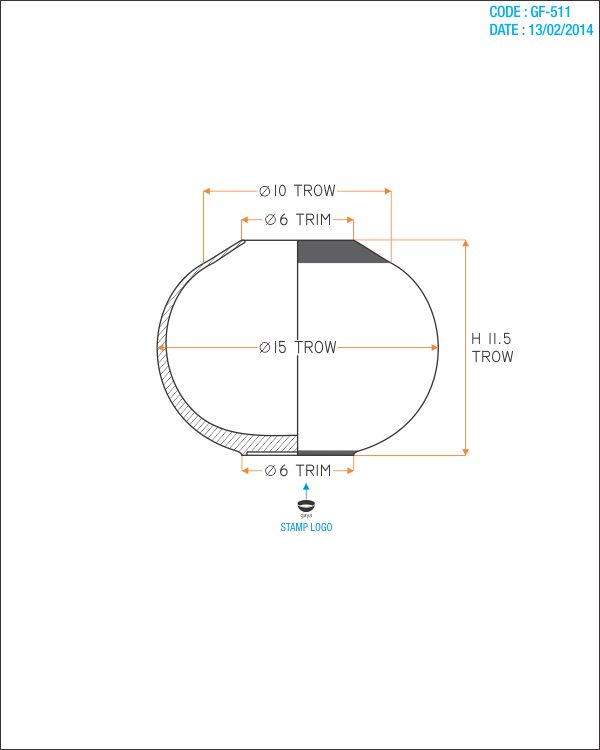 CODE : GF-511
DATE : 13/02/2014
Ø10 TROW
Ø6 TRIM
Ø15 TROW
H 11.5
TROW
Ø6 TRIM
gaya
STAMP LOGO